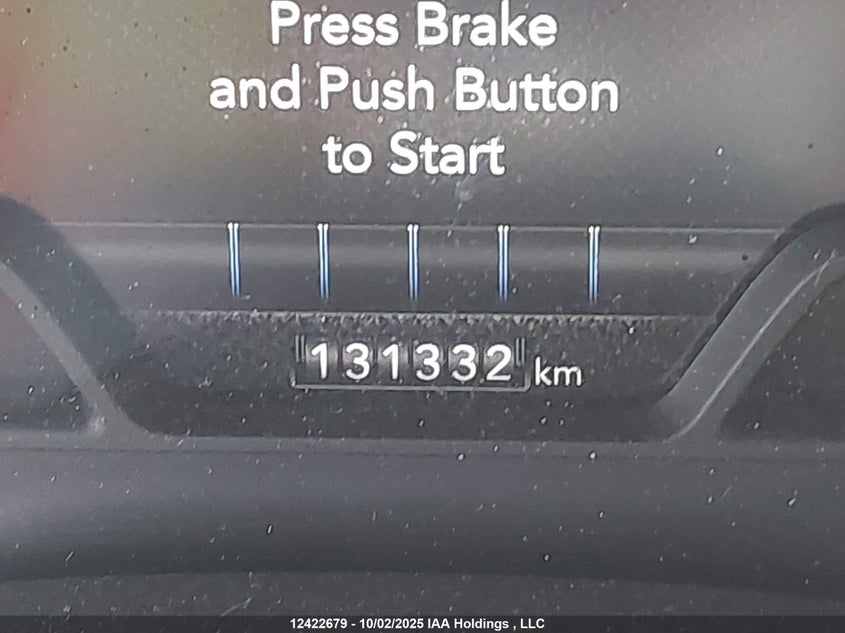 Press Brake
and Push Button
to Start
131332 km
12422679 - 10/02/2025 IAA Holdings , LLC